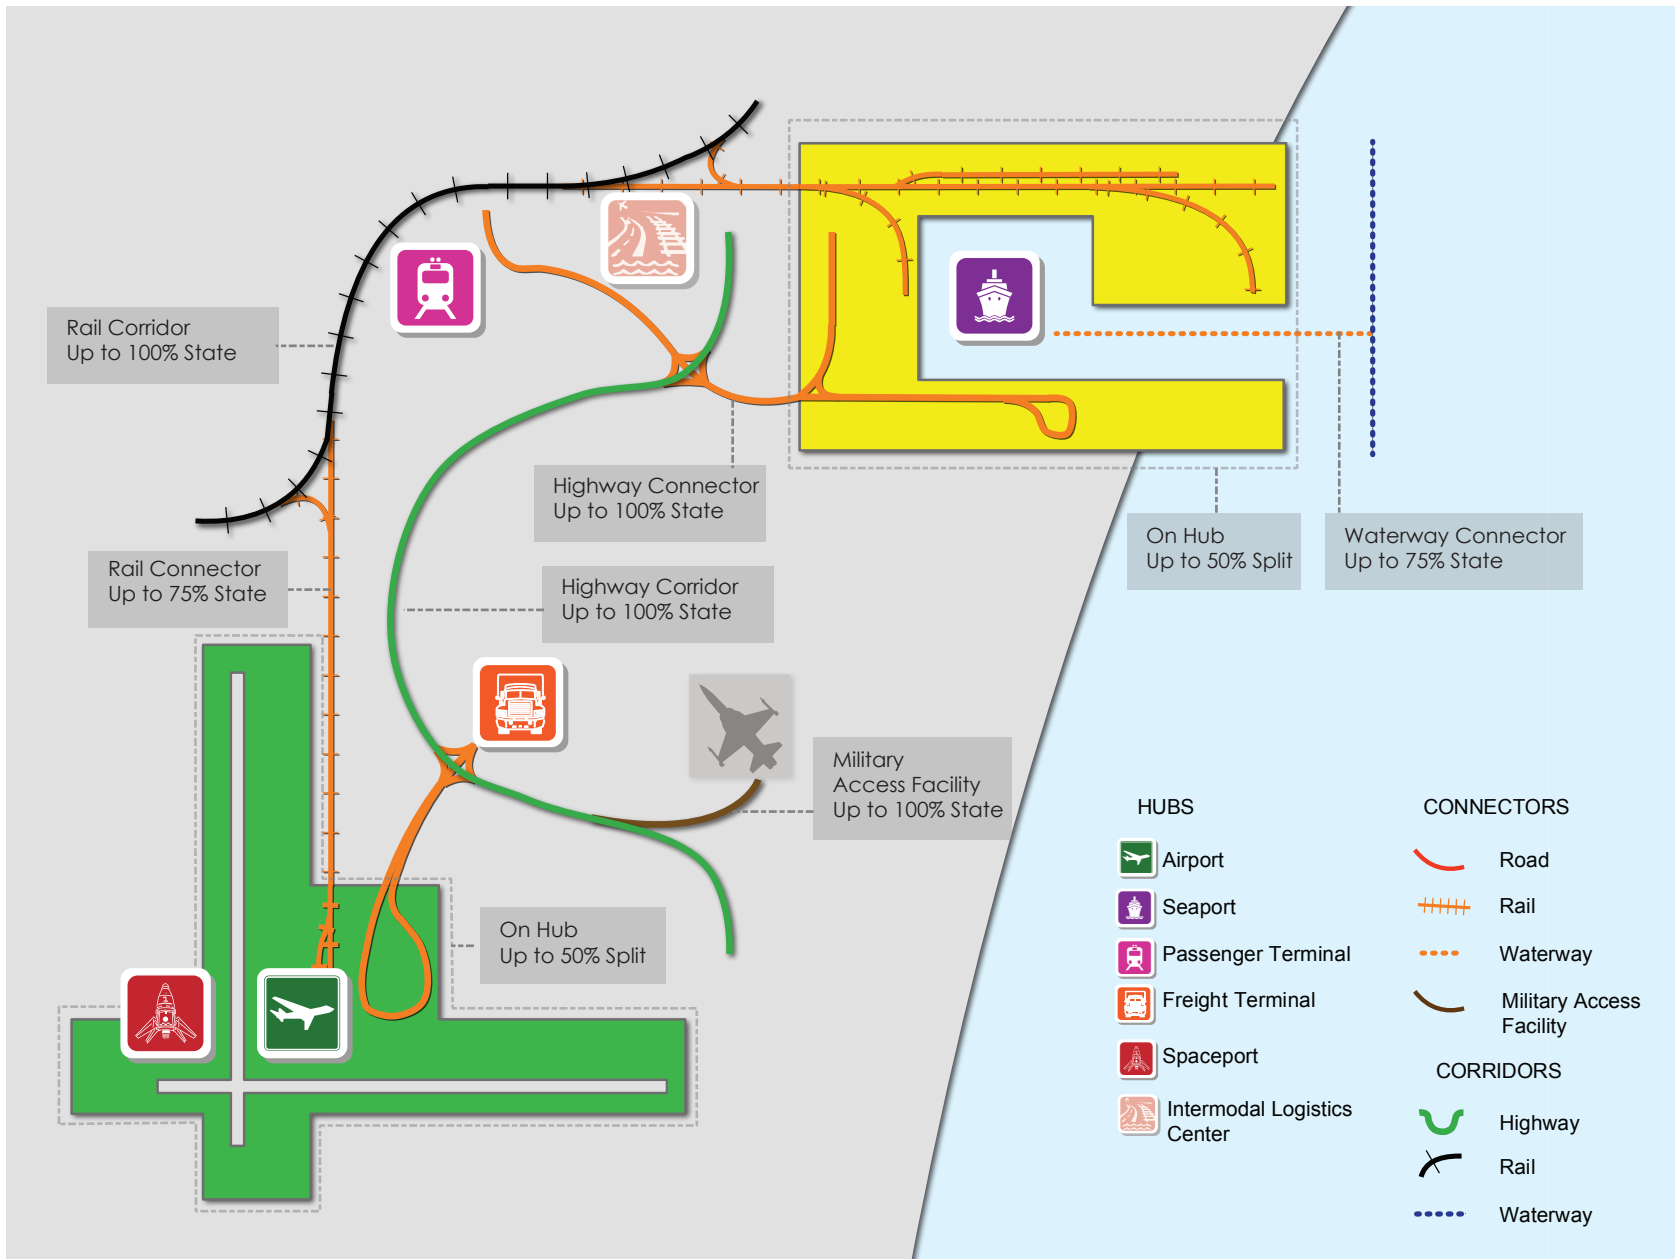 Rail Corridor
Up to 100% State
Highway Connector
Up to 100% State
On Hub
Up to 50% Split
Waterway Connector
Up to 75% State
Rail Connector
Up to 75% State
Highway Corridor
Up to 100% State
Military
Access Facility
Up to 100% State
On Hub
Up to 50% Split
HUBS
Airport
Seaport
Passenger Terminal
Freight Terminal
Spaceport
Intermodal Logistics
Center
CONNECTORS
Road
Rail
Waterway
Military Access
Facility
CORRIDORS
Highway
Rail
Waterway